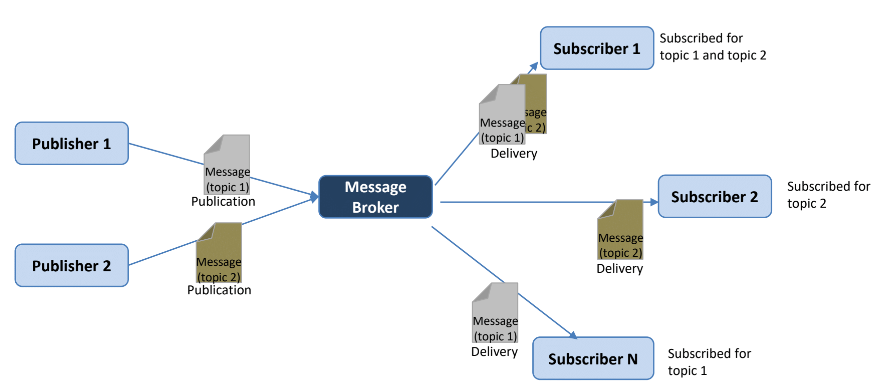 Subscriber 1
Subscribed for
topic 1 and topic 2
Message
(topic 1)
sage
c 2)
Delivery
Publisher 1
Message
(topic 1)
Publication
Message
Broker
Subscriber 2
Subscribed for
topic 2
Message
(topic 2)
Delivery
Publisher 2
Message
(topic 2)
Publication
Message
(topic 1)
Delivery
Subscriber N
Subscribed for
topic 1